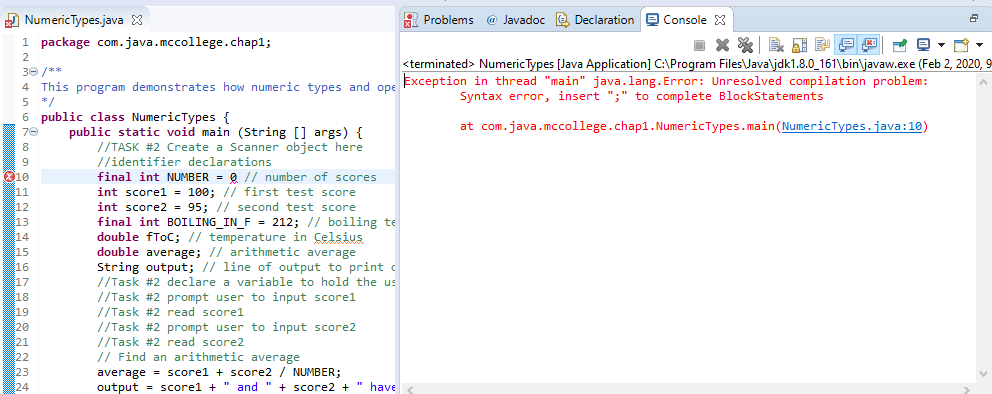 NumericTypes.java
1 package com.java.mccollege.chap1;
2
3 /**
4 This program demonstrates how numeric types and ope
5 */
6 public class NumericTypes {
7 public static void main (String [] args) {
8 //TASK #2 Create a Scanner object here
9 //identifier declarations
10 final int NUMBER = 0 // number of scores
11 int score1 = 100; // first test score
12 int score2 = 95; // second test score
13 final int BOILING_IN_F = 212; // boiling te
14 double fToC; // temperature in Celsius
15 double average; // arithmetic average
16 String output; // line of output to print o
17 //Task #2 declare a variable to hold the us
18 //Task #2 prompt user to input score1
19 //Task #2 read score1
20 //Task #2 prompt user to input score2
21 //Task #2 read score2
22 // Find an arithmetic average
23 average = score1 + score2 / NUMBER;
24 output = score1 + " and " + score2 + " have
Problems @ Javadoc Declaration Console
<terminated> NumericTypes [Java Application] C:\Program Files\Java\jdk1.8.0_161\bin\javaw.exe (Feb 2, 2020, 9
Exception in thread "main" java.lang.Error: Unresolved compilation problem:
Syntax error, insert ";" to complete BlockStatements
at com.java.mccollege.chap1.NumericTypes.main(NumericTypes.java:10)